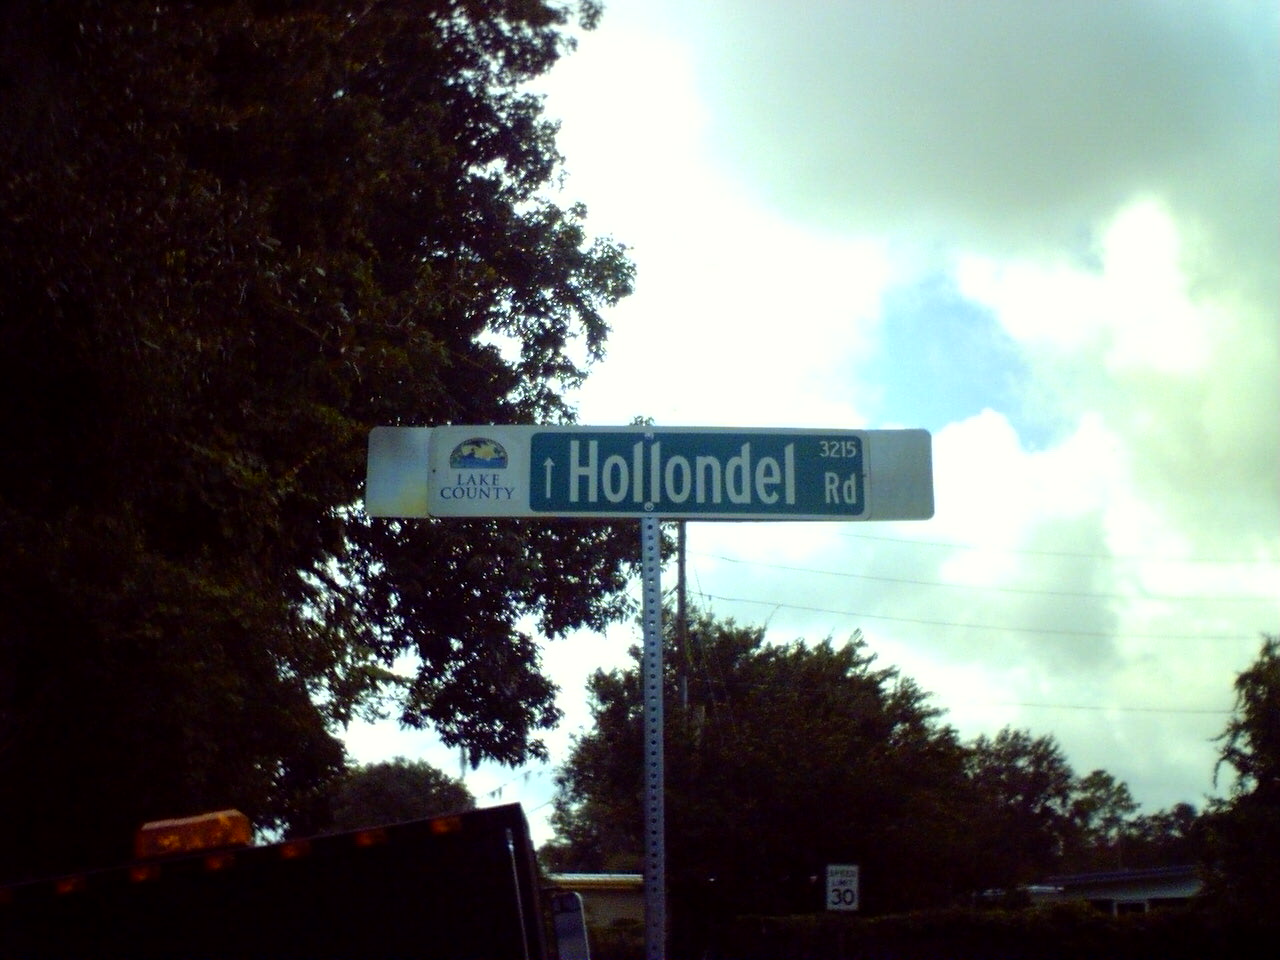 LAKE
COUNTY
↑ Hollondel Rd
3215
SPEED
LIMIT
30